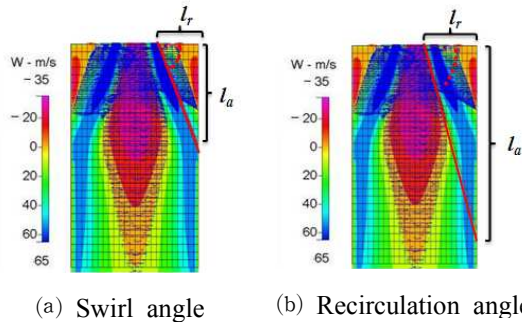 l_r
l_r
W - m/s
- 35
l_a
- 20
0
20
40
60
65
W - m/s
- 35
l_a
- 20
0
20
40
60
65
(a) Swirl angle
(b) Recirculation angle